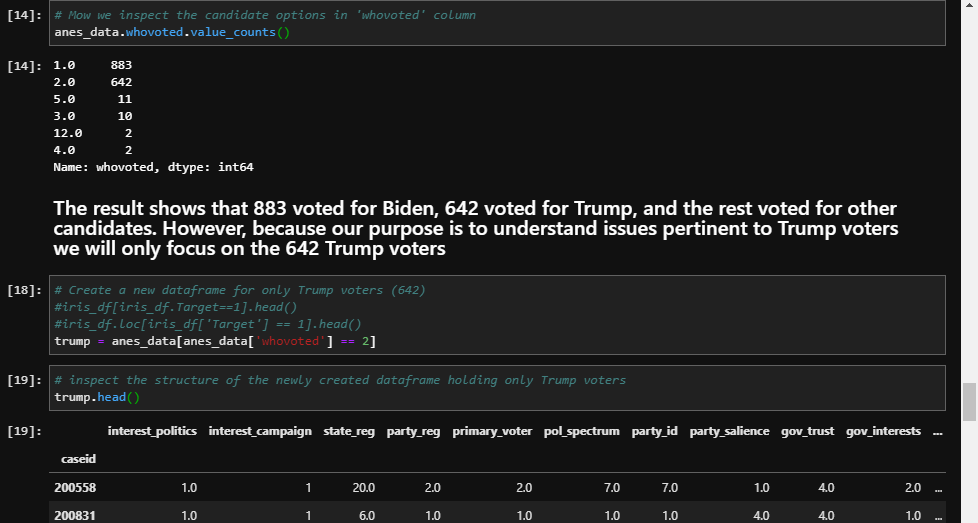 [14]: # Mow we inspect the candidate options in 'whovoted' column
anes_data.whovoted.value_counts()
[14]: 1.0 883
2.0 642
5.0 11
3.0 10
12.0 2
4.0 2
Name: whovoted, dtype: int64
The result shows that 883 voted for Biden, 642 voted for Trump, and the rest voted for other
candidates. However, because our purpose is to understand issues pertinent to Trump voters
we will only focus on the 642 Trump voters
[18]: # Create a new dataframe for only Trump voters (642)
#iris_df[iris_df.Target==1].head()
#iris_df.loc[iris_df['Target'] == 1].head()
trump = anes_data[anes_data['whovoted'] == 2]
[19]: # inspect the structure of the newly created dataframe holding only Trump voters
trump.head()
[19]: interest_politics interest_campaign state_reg party_reg primary_voter pol_spectrum party_id party_salience gov_trust gov_interests ...
caseid
200558 1.0 1 20.0 2.0 2.0 7.0 7.0 1.0 4.0 2.0 ...
200831 1.0 1 6.0 1.0 1.0 1.0 1.0 4.0 4.0 1.0 ...